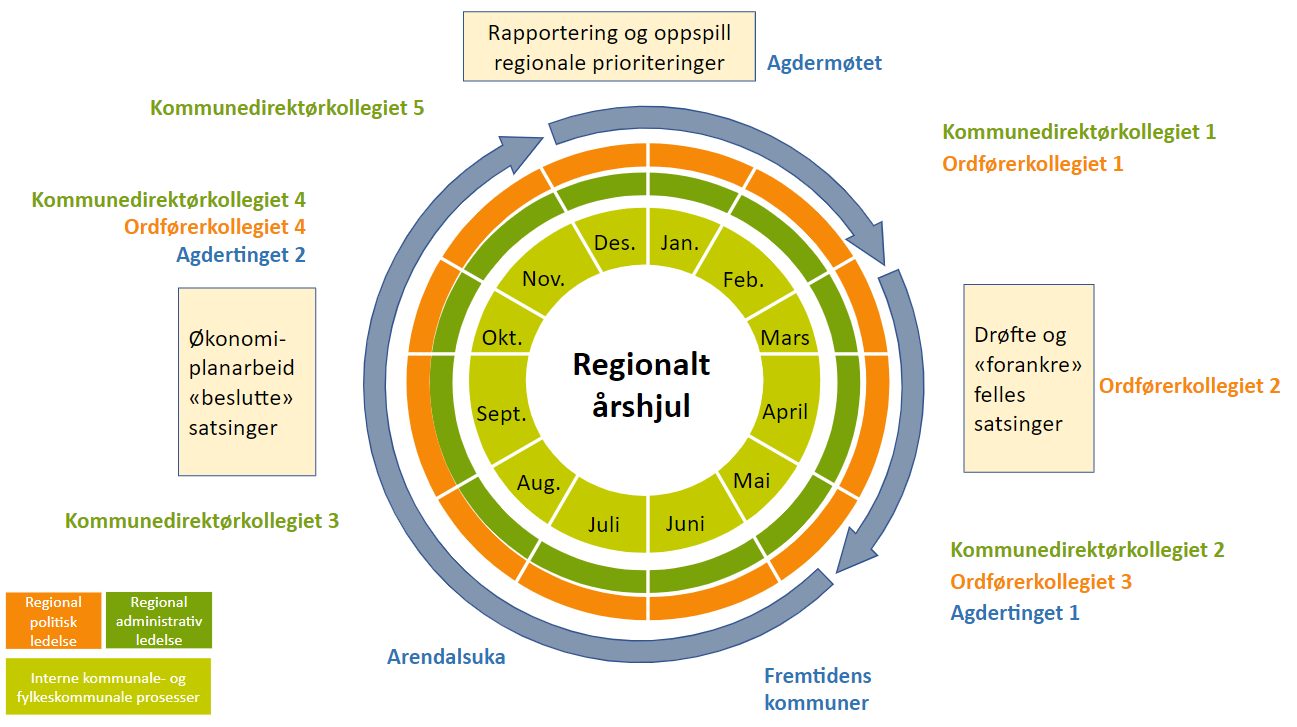 Rapportering og oppspill
regionale prioriteringer
Agdermøtet
Kommunedirektørkollegiet 5
Kommunedirektørkollegiet 1
Ordførerkollegiet 1
Kommunedirektørkollegiet 4
Ordførerkollegiet 4
Agdertinget 2
Des.
Jan.
Nov.
Feb.
Okt.
Mars
Sept.
April
Aug.
Mai
Juli
Juni
Regionalt
årshjul
Økonomi-
planarbeid
«beslutte»
satsinger
Drøfte og
«forankre»
felles
satsinger
Ordførerkollegiet 2
Kommunedirektørkollegiet 3
Kommunedirektørkollegiet 2
Ordførerkollegiet 3
Agdertinget 1
Arendalsuka
Fremtidens
kommuner
Regional
politisk
ledelse
Regional
administrativ
ledelse
Interne kommunale- og
fylkeskommunale prosesser